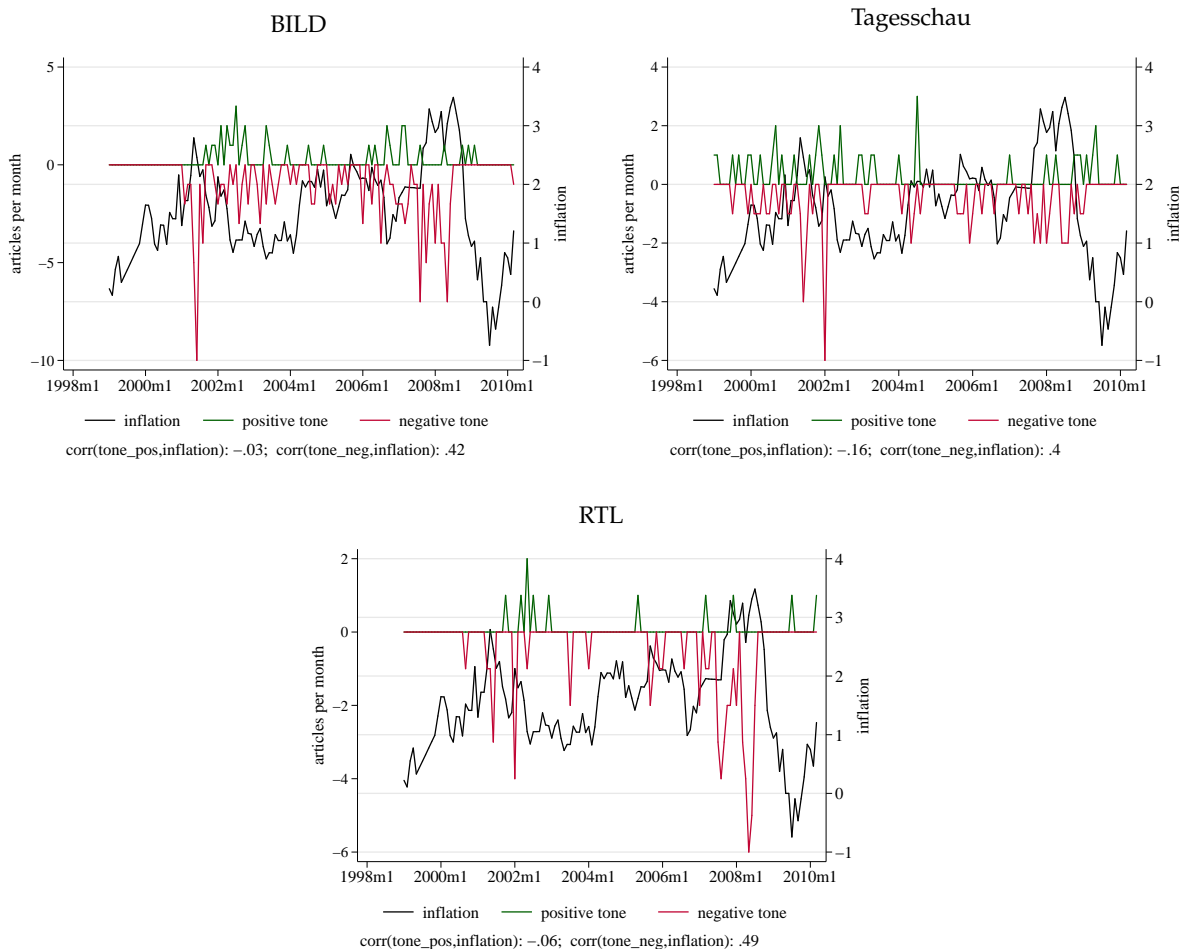 BILD
5
0
−5
−10
articles per month
4
3
2
1
0
−1
inflation
1998m1 2000m1 2002m1 2004m1 2006m1 2008m1 2010m1
inflation positive tone negative tone
corr(tone_pos,inflation): −.03; corr(tone_neg,inflation): .42
Tagesschau
4
2
0
−2
−4
−6
articles per month
4
3
2
1
0
−1
inflation
1998m1 2000m1 2002m1 2004m1 2006m1 2008m1 2010m1
inflation positive tone negative tone
corr(tone_pos,inflation): −.16; corr(tone_neg,inflation): .4
RTL
2
0
−2
−4
−6
articles per month
4
3
2
1
0
−1
inflation
1998m1 2000m1 2002m1 2004m1 2006m1 2008m1 2010m1
inflation positive tone negative tone
corr(tone_pos,inflation): −.06; corr(tone_neg,inflation): .49